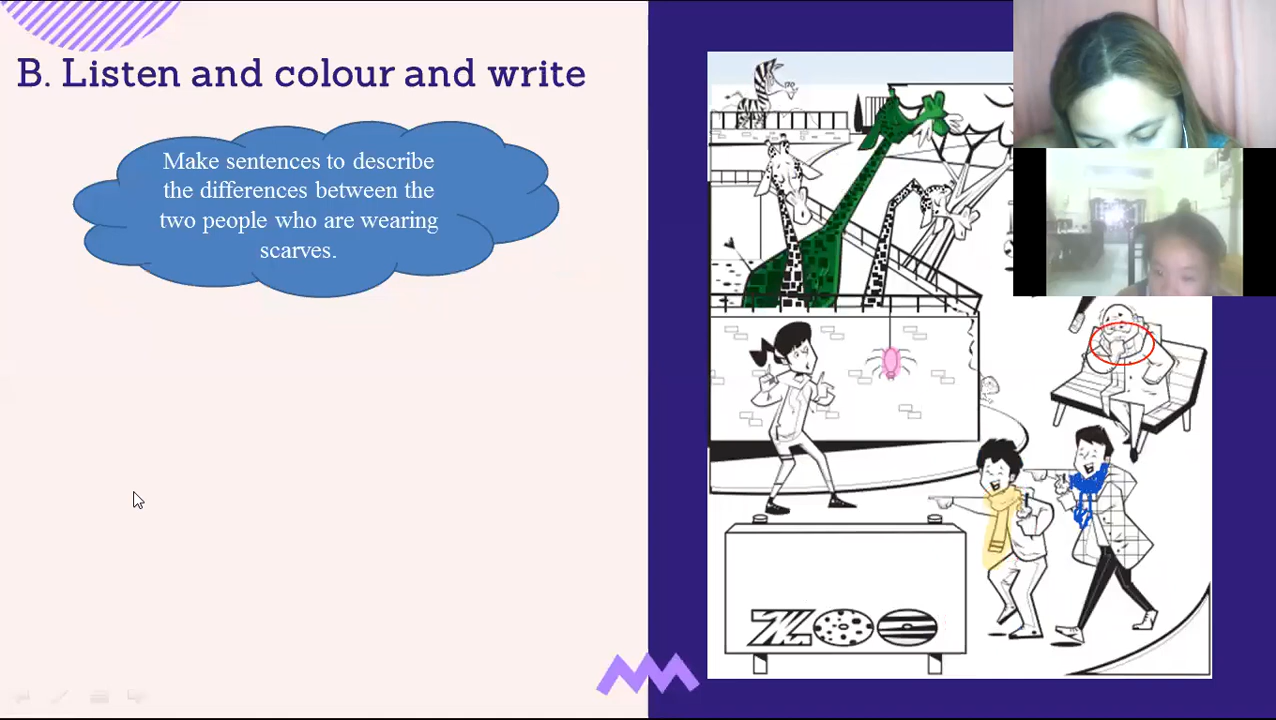 B. Listen and colour and write
Make sentences to describe
the differences between the
two people who are wearing
scarves.
ZOO